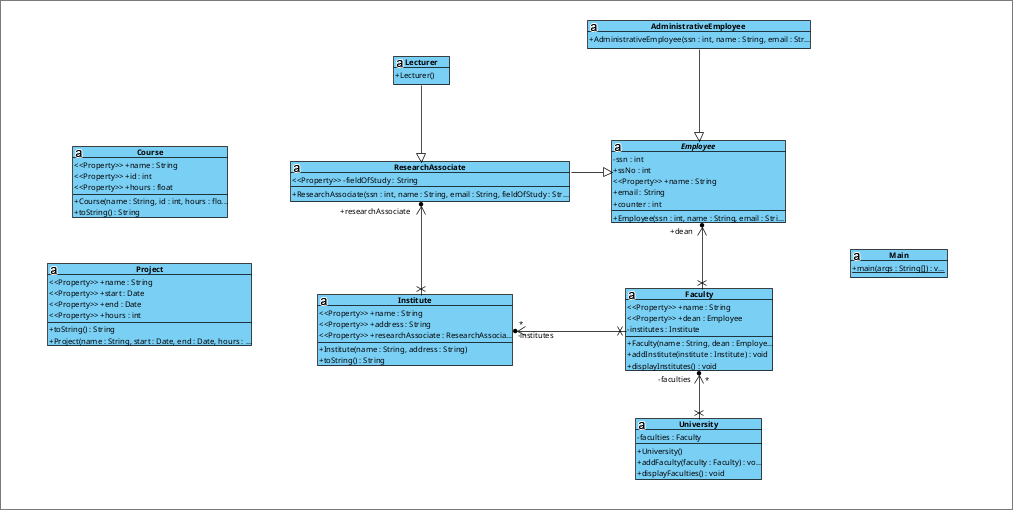 AdministrativeEmployee
+AdministrativeEmployee(ssn : int, name : String, email : Str...
Lecturer
+Lecturer()
Course
<<Property>> +name : String
<<Property>> +id : int
<<Property>> +hours : float
+Course(name : String, id : int, hours : flo...
+toString() : String
ResearchAssociate
<<Property>> -fieldOfStudy : String
+ResearchAssociate(ssn : int, name : String, email : String, fieldOfStudy : Str...
+researchAssociate
Employee
-ssn : int
+ssNo : int
<<Property>> +name : String
+email : String
+counter : int
+Employee(ssn : int, name : String, email : Stri...
+dean
Main
+main(args : String[]) : v...
Project
<<Property>> +name : String
<<Property>> +start : Date
<<Property>> +end : Date
<<Property>> +hours : int
+toString() : String
+Project(name : String, start : Date, end : Date, hours : ...
Institute
<<Property>> +name : String
<<Property>> +address : String
<<Property>> +researchAssociate : ResearchAssocia...
+Institute(name : String, address : String)
+toString() : String
*
-institutes
Faculty
<<Property>> +name : String
<<Property>> +dean : Employee
-institutes : Institute
+Faculty(name : String, dean : Employe...
+addInstitute(institute : Institute) : void
+displayInstitutes() : void
-faculties *
University
-faculties : Faculty
+University()
+addFaculty(faculty : Faculty) : vo...
+displayFaculties() : void